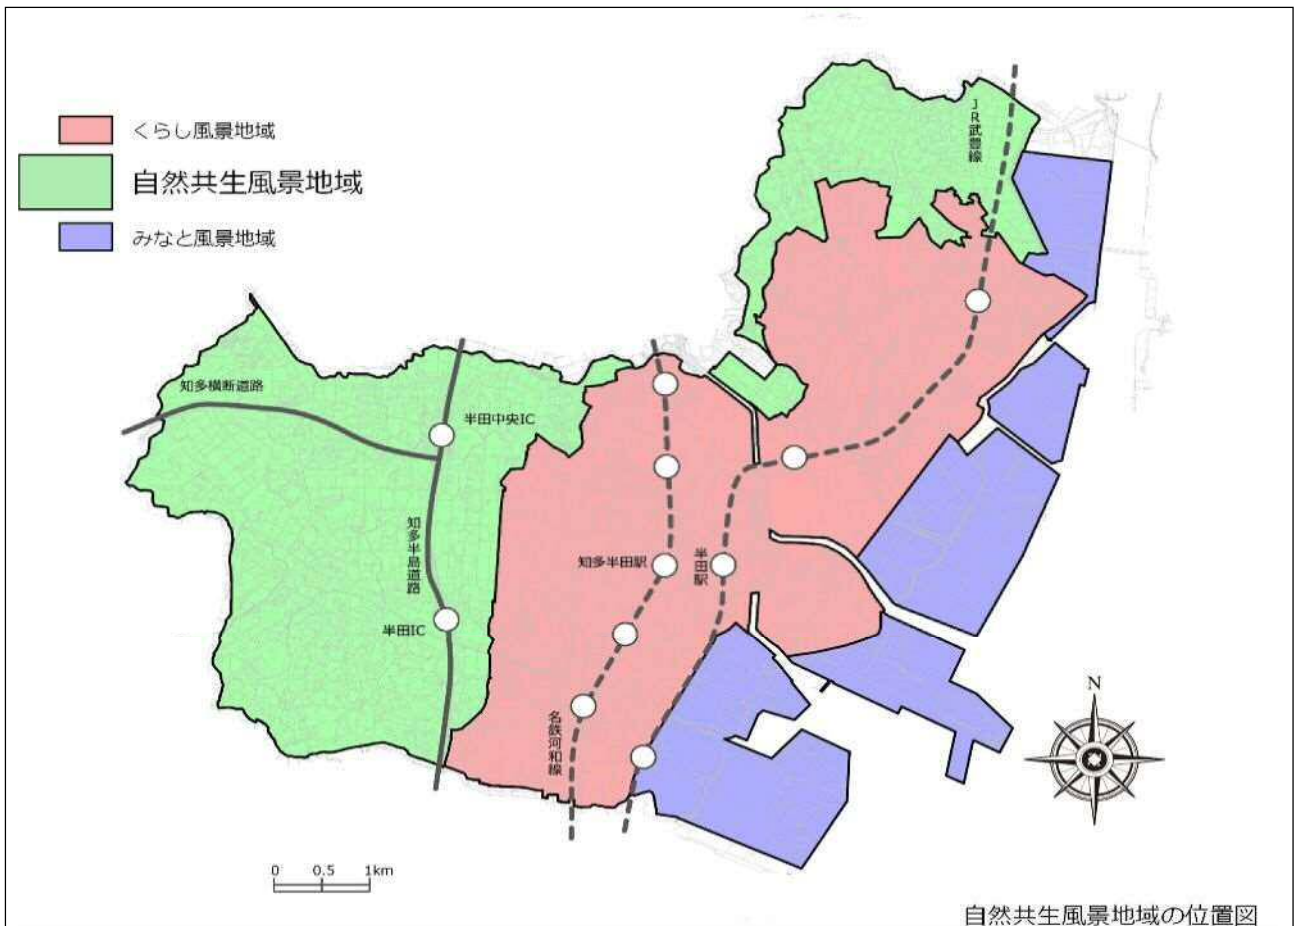 くらし風景地域
自然共生風景地域
みなと風景地域
JR武豊線
知多横断道路
半田中央IC
知多半島道路
知多半田駅
半田駅
半田IC
名鉄河和線
N
0 0.5 1km
自然共生風景地域の位置図